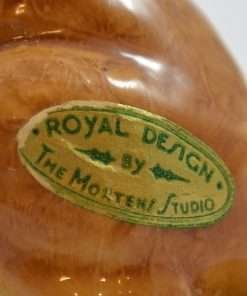 ROYAL DESIGN
BY
THE MORTENS STUDIO